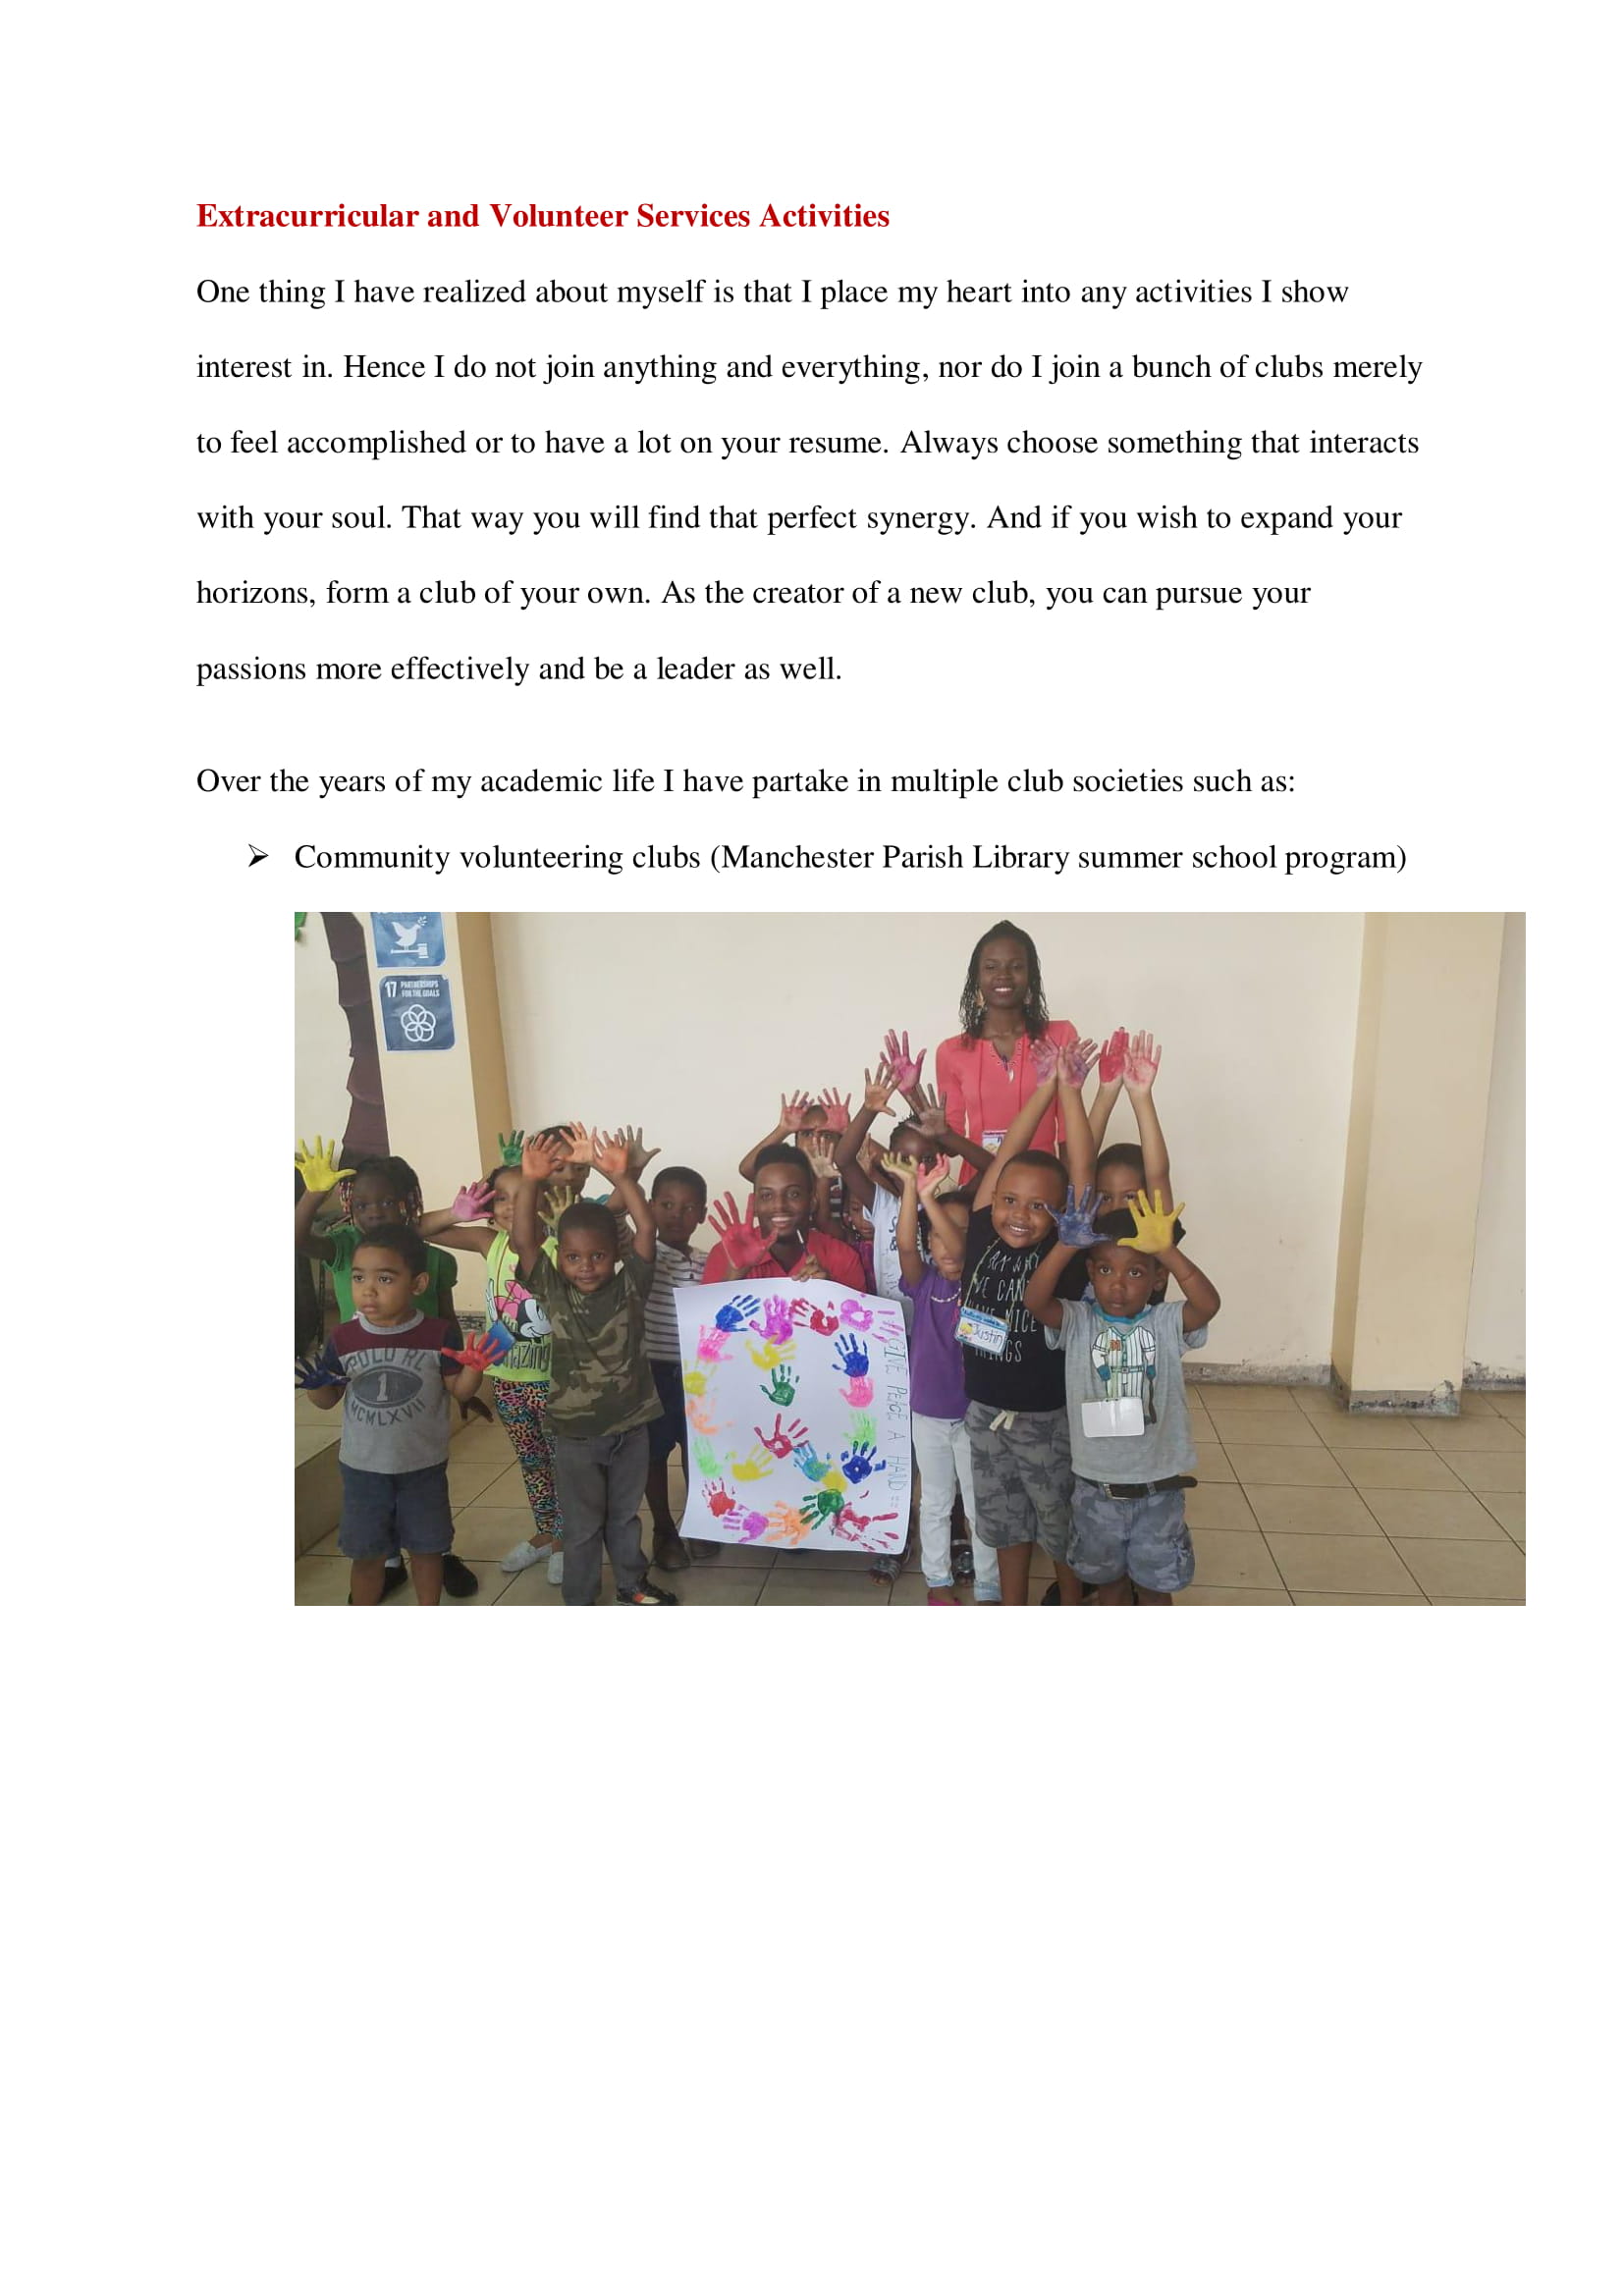 Extracurricular and Volunteer Services Activities
One thing I have realized about myself is that I place my heart into any activities I show
interest in. Hence I do not join anything and everything, nor do I join a bunch of clubs merely
to feel accomplished or to have a lot on your resume. Always choose something that interacts
with your soul. That way you will find that perfect synergy. And if you wish to expand your
horizons, form a club of your own. As the creator of a new club, you can pursue your
passions more effectively and be a leader as well.
Over the years of my academic life I have partake in multiple club societies such as:
➢ Community volunteering clubs (Manchester Parish Library summer school program)
17 PARTNERSHIPS
FOR THE GOALS
POLO RL
1
MCMLXVII
mazing
GIVE PEACE A HAND
WE CAN'T
HAVE NICE
THINGS
Justin